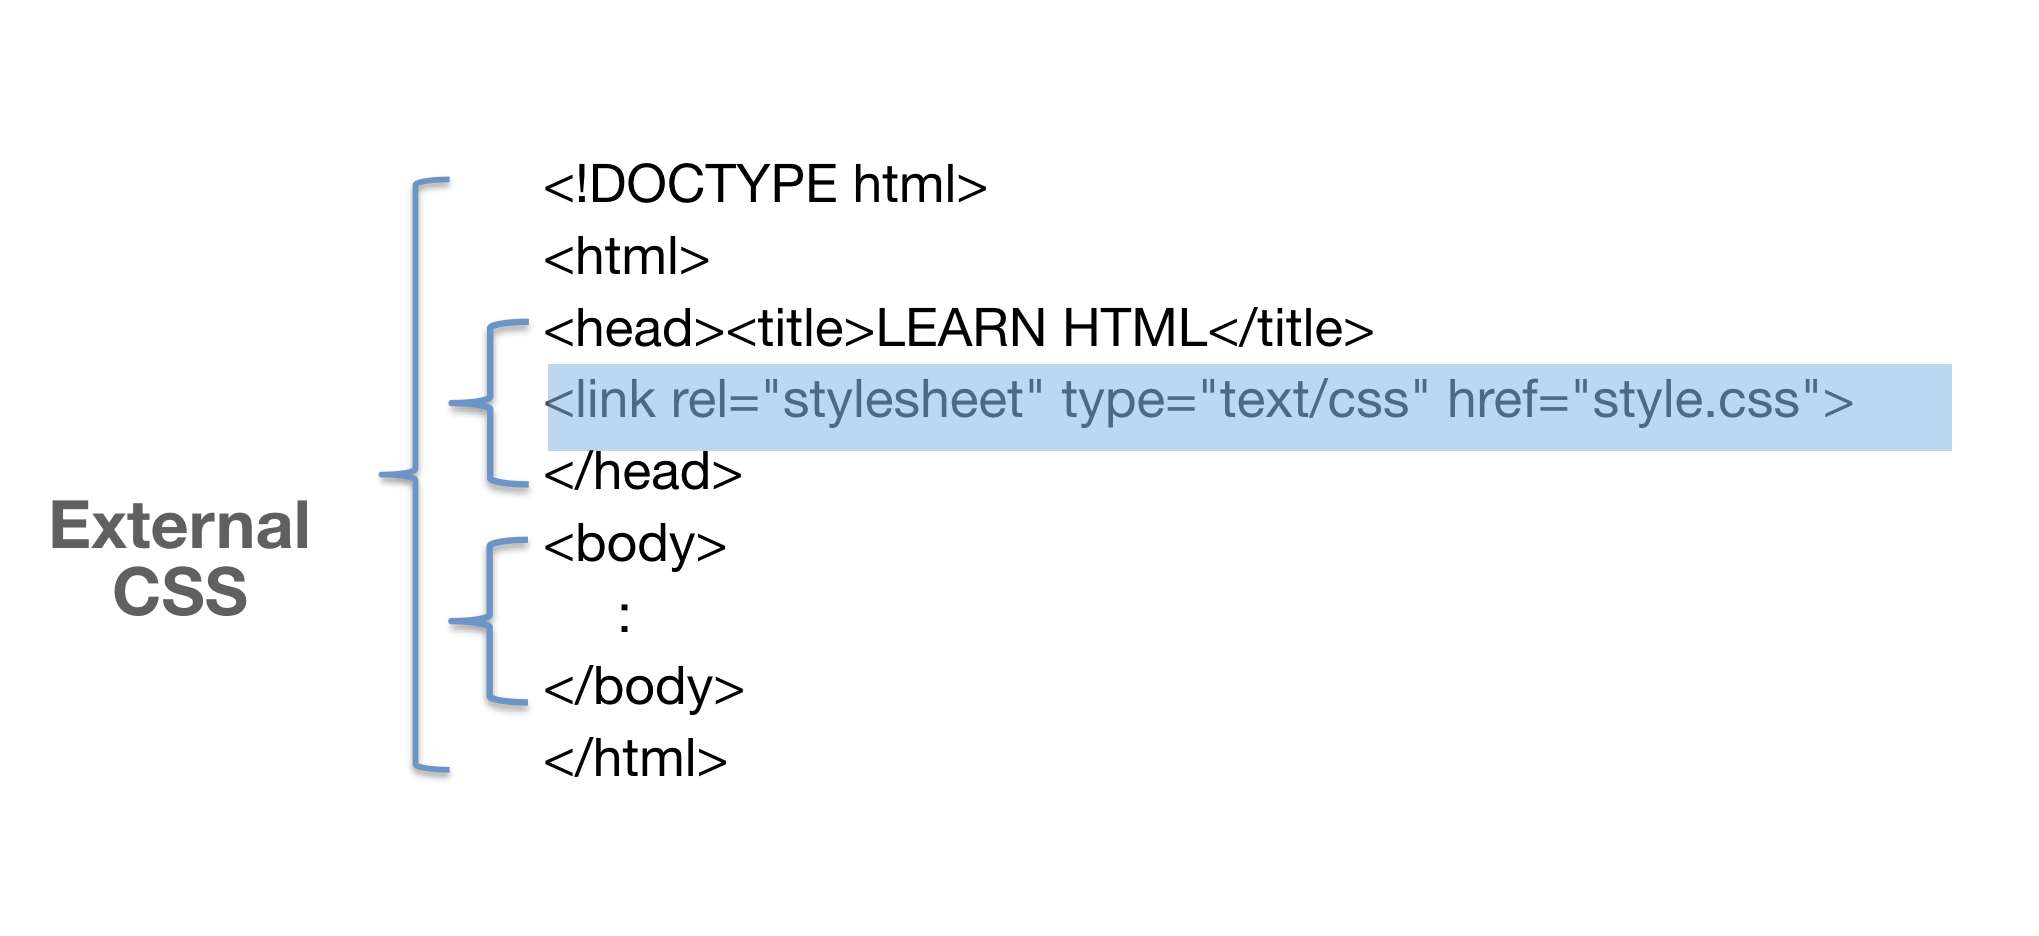 <!DOCTYPE html>
<html>
<head><title>LEARN HTML</title>
<link rel="stylesheet" type="text/css" href="style.css">
</head>
External
CSS
<body>
:
</body>
</html>